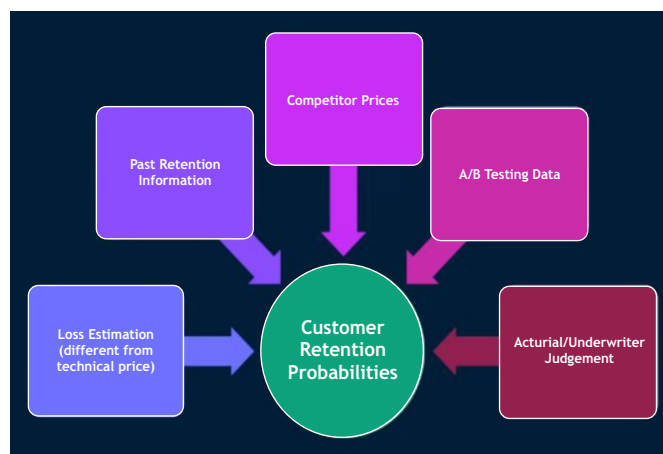 Competitor Prices
Past Retention
Information
A/B Testing Data
Loss Estimation
(different from
technical price)
Customer
Retention
Probabilities
Acturial/Underwriter
Judgement